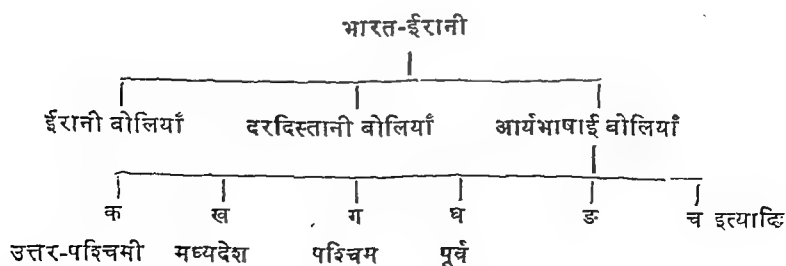 भारत-ईरानी
ईरानी बोलियाँ दरदिस्तानी बोलियाँ आर्यभाषाई बोलियाँ
क ख ग घ ङ च इत्यादि
उत्तर-पश्चिमी मध्यदेश पश्चिम पूर्व